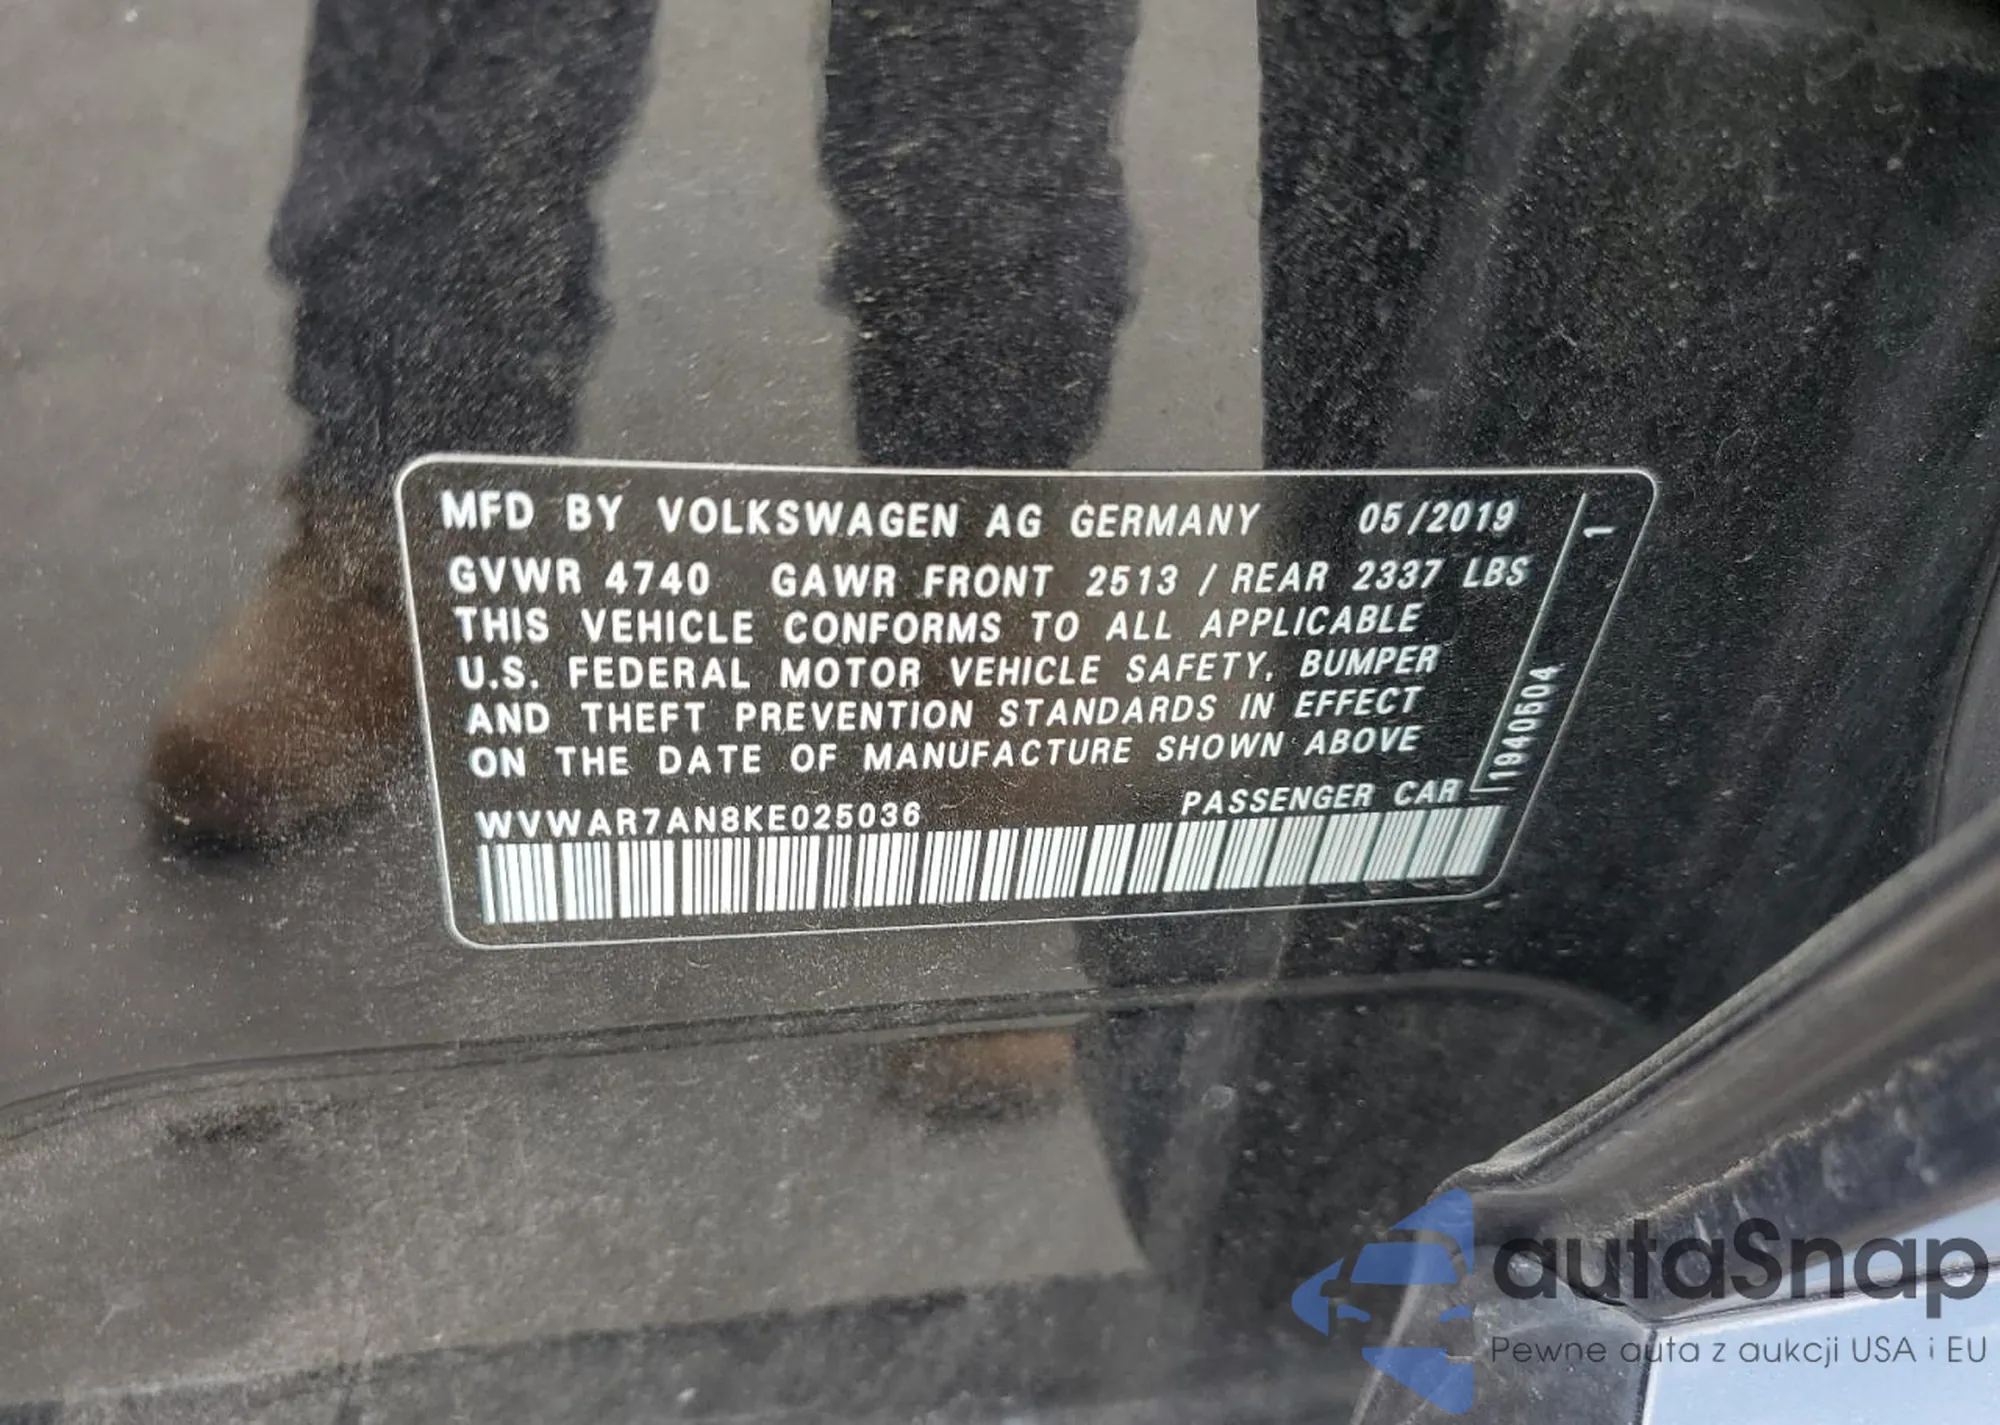 MFD BY VOLKSWAGEN AG GERMANY 05/2019
GVWR 4740 GAWR FRONT 2513 / REAR 2337 LBS
THIS VEHICLE CONFORMS TO ALL APPLICABLE
U.S. FEDERAL MOTOR VEHICLE SAFETY, BUMPER
AND THEFT PREVENTION STANDARDS IN EFFECT
ON THE DATE OF MANUFACTURE SHOWN ABOVE
WVWAR7AN8KE025036 PASSENGER CAR
1940504 1
autaSnap
Pewne auta z aukcji USA i EU